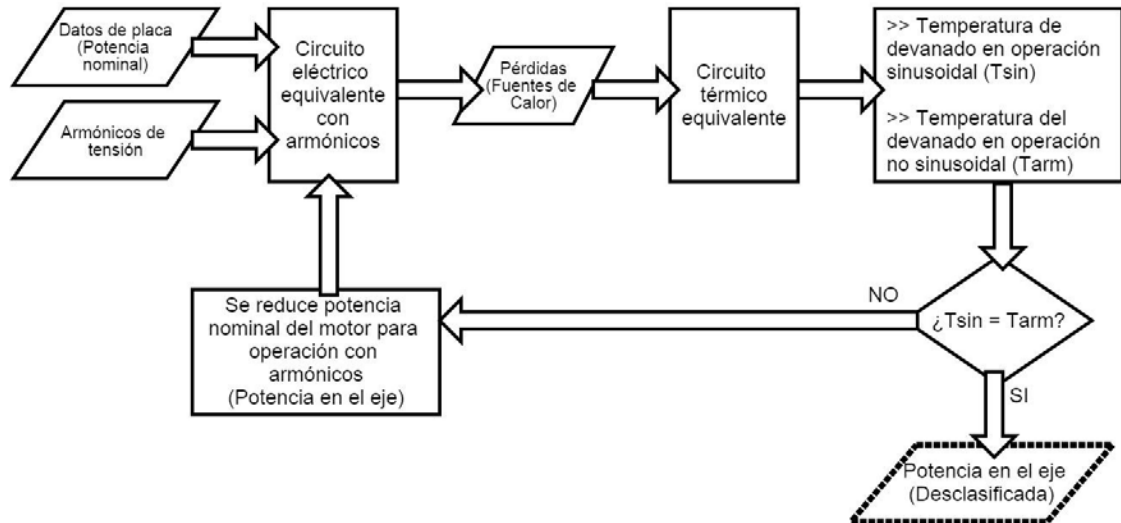 Datos de placa
(Potencia
nominal)
Armónicos de
tensión
Circuito
eléctrico
equivalente
con
armónicos
Pérdidas
(Fuentes de
Calor)
Circuito
térmico
equivalente
>> Temperatura de
devanado en operación
sinusoidal (Tsin)
>> Temperatura del
devanado en operación
no sinusoidal (Tarm)
¿Tsin = Tarm?
NO
Se reduce potencia
nominal del motor para
operación con
armónicos
(Potencia en el eje)
SI
Potencia en el eje
(Desclasificada)